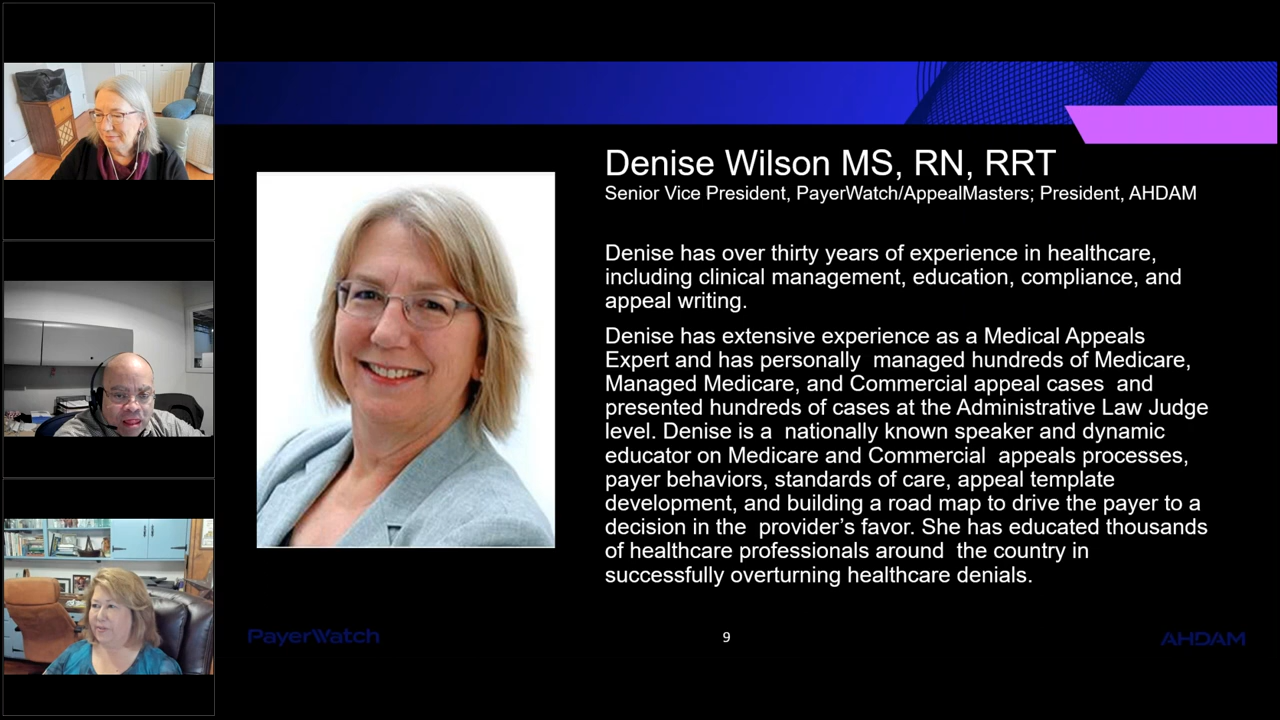 Denise Wilson MS, RN, RRT
Senior Vice President, PayerWatch/AppealMasters; President, AHDAM
Denise has over thirty years of experience in healthcare,
including clinical management, education, compliance, and
appeal writing.
Denise has extensive experience as a Medical Appeals
Expert and has personally  managed hundreds of Medicare,
Managed Medicare, and Commercial appeal cases  and
presented hundreds of cases at the Administrative Law Judge
level. Denise is a  nationally known speaker and dynamic
educator on Medicare and Commercial  appeals processes,
payer behaviors, standards of care, appeal template
development, and building a road map to drive the payer to a
decision in the  provider’s favor. She has educated thousands
of healthcare professionals around  the country in
successfully overturning healthcare denials.
PayerWatch
9
AHDAM